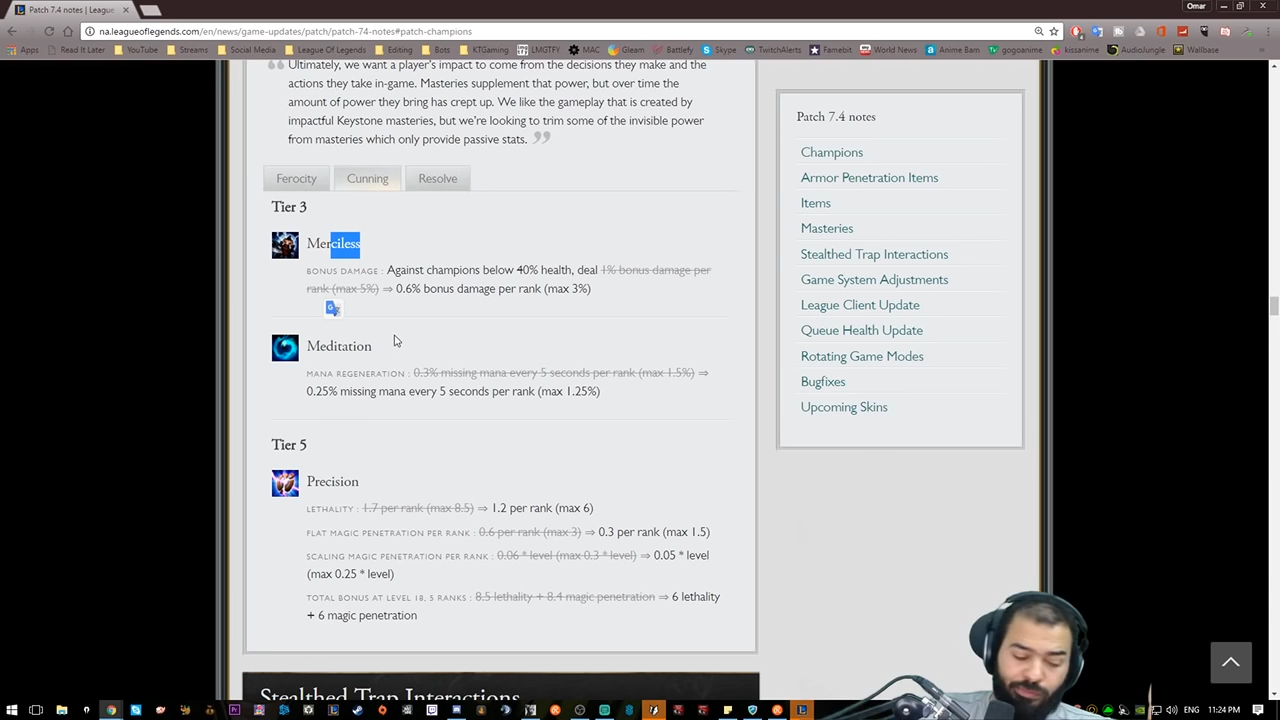 Patch 7.4 notes | League
Omar
na.leagueoflegends.com/en/news/game-updates/patch/patch-74-notes#patch-champions
Apps Read It Later YouTube Streams Social Media League Of Legends Editing Bots KTGaming LMGTFY MAC Gleam Battlefy Skype TwitchAlerts Famebit World News Anime Bam gogoanime kissanime AudioJungle Wallbase
Ultimately, we want a player's impact to come from the decisions they make and the
actions they take in-game. Masteries supplement that power, but over time the
amount of power they bring has crept up. We like the gameplay that is created by
impactful Keystone masteries, but we're looking to trim some of the invisible power
from masteries which only provide passive stats.
Ferocity Cunning Resolve
Tier 3
Merciless
BONUS DAMAGE : Against champions below 40% health, deal 1% bonus damage per
rank (max 5%) ⇒ 0.6% bonus damage per rank (max 3%)
Meditation
MANA REGENERATION : 0.3% missing mana every 5 seconds per rank (max 1.5%) ⇒
0.25% missing mana every 5 seconds per rank (max 1.25%)
Tier 5
Precision
LETHALITY : 1.7 per rank (max 8.5) ⇒ 1.2 per rank (max 6)
FLAT MAGIC PENETRATION PER RANK : 0.6 per rank (max 3) ⇒ 0.3 per rank (max 1.5)
SCALING MAGIC PENETRATION PER RANK : 0.06 * level (max 0.3 * level) ⇒ 0.05 * level
(max 0.25 * level)
TOTAL BONUS AT LEVEL 18, 5 RANKS : 8.5 lethality + 8.4 magic penetration ⇒ 6 lethality
+ 6 magic penetration
Stealthed Trap Interactions
Patch 7.4 notes
Champions
Armor Penetration Items
Items
Masteries
Stealthed Trap Interactions
Game System Adjustments
League Client Update
Queue Health Update
Rotating Game Modes
Bugfixes
Upcoming Skins
ENG 11:24 PM